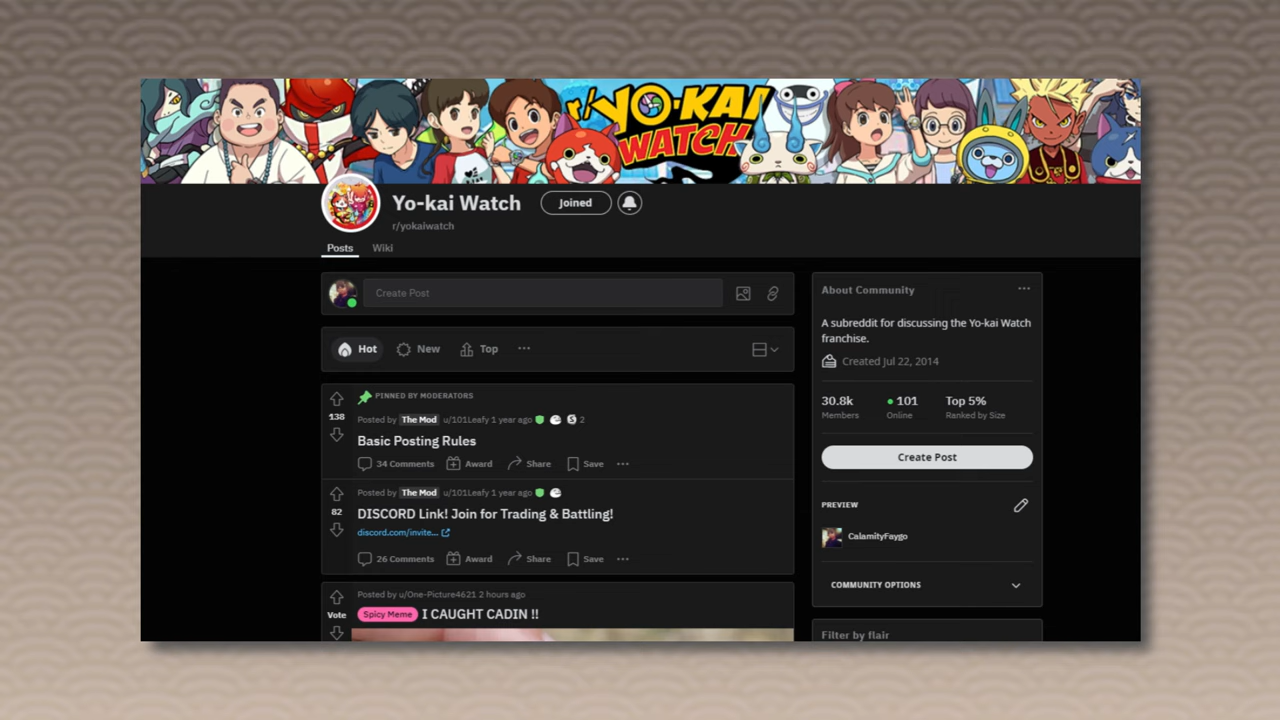 r/YO-KAI
WATCH
Yo-kai Watch
Joined
r/yokaiwatch
Posts Wiki
Create Post
Hot New Top
PINNED BY MODERATORS
138
Posted by The Mod u/101Leafy 1 year ago 2
Basic Posting Rules
34 Comments Award Share Save
Posted by The Mod u/101Leafy 1 year ago
82
DISCORD Link! Join for Trading & Battling!
discord.com/invite...
26 Comments Award Share Save
Posted by u/One-Picture4621 2 hours ago
Vote
Spicy Meme I CAUGHT CADIN !!
About Community
A subreddit for discussing the Yo-kai Watch
franchise.
Created Jul 22, 2014
30.8k 101 Top 5%
Members Online Ranked by Size
Create Post
PREVIEW
CalamityFaygo
COMMUNITY OPTIONS
Filter by flair